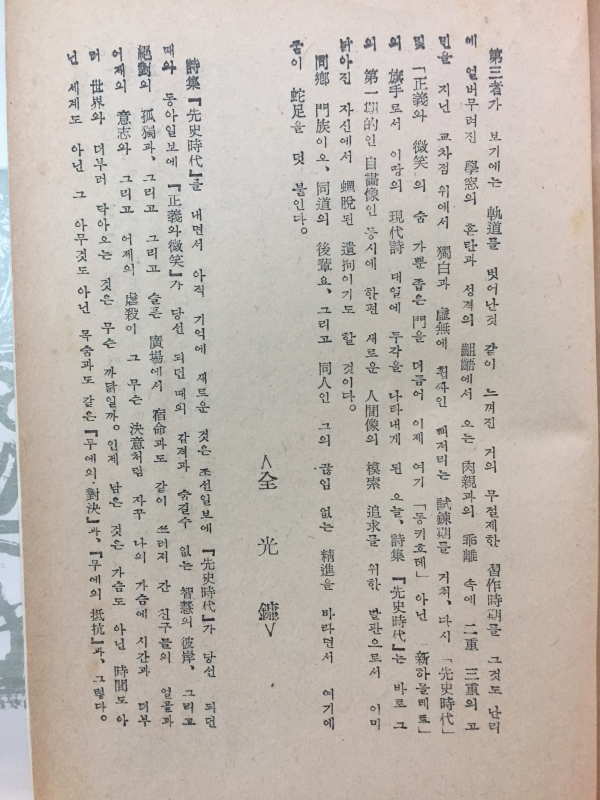 第三者가 보기에는 軌道를 벗어난것 같이 느껴진 거의 무절제한 習作時期를 그것도 난리
에 얼버무려진 學窓의 혼탄과 성격의 齟齬에서 오는 肉親과의 乖離 속에 二重 三重의 고
민을 지닌 교차점 위에서 獨白과 虛無에 휩싸인 뼈저리는 試鍊期를 거쳐、다시 「先史時代」
및 「正義와 微笑」의 숨 가뿐 좁은 門을 더듬어 이제 여기 「동키호테」 아닌 「新하믈레트」
의 旗手로서 이땅의 現代詩 대열에 두각을 나타내게 된 오늘、詩集 『先史時代』는 바로 그
의 第一期的인 自畵像인 동시에 한편 새로운 人間像의 模索 追求를 위한 발판으로서 이미
낡아진 자신에서 蟬脫된 遺拘이기도 할 것이다。
同鄕 門族이오、同道의 後輩요、그리고 同人인 그의 끊임 없는 精進을 바라면서 여기에
굳이 蛇足을 덧 붙인다。
<全光鏞>
詩集 『先史時代』를 내면서 아직 기억에 새로운 것은 조선일보에 『先史時代』가 당선 되던
때와 동아일보에 『正義와微笑』가 당선 되던때의 감격과 숨길수 없는 智慧의 彼岸、그리고
絕對의 孤獨과、그리고 그리고 슬픈 廣場에서 宿命과도 같이 쓰러저 간 친구들의 얼골과
어제의 意志와 그리고 어제의 虐殺이 그 무슨 決意처럼 자꾸 나의 가슴에 시간과 더부
러 世界와 더부러 닥아오는 것은 무슨 까닭일까。인제 남은 것은 가슴도 아닌 時間도 아
닌 세계도 아닌 그 아무것도 아닌 목숨과도 같은 『무에의·對決』과、『무에의 抵抗』과、그렇다。